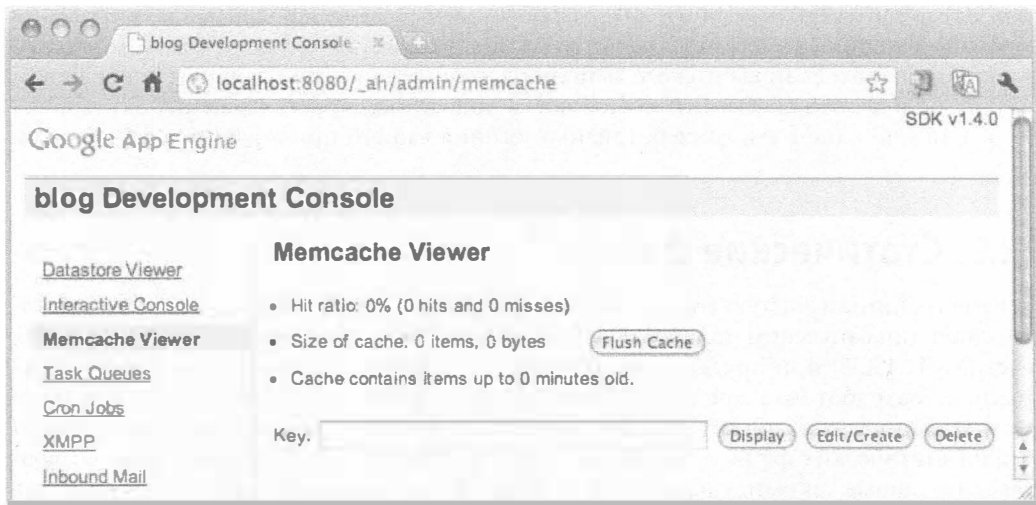 blog Development Console
localhost:8080/_ah/admin/memcache
SDK v1.4.0
Google App Engine
blog Development Console
Datastore Viewer
Interactive Console
Memcache Viewer
Task Queues
Cron Jobs
XMPP
Inbound Mail
Memcache Viewer
• Hit ratio: 0% (0 hits and 0 misses)
• Size of cache. 0 items, 0 bytes Flush Cache
• Cache contains items up to 0 minutes old.
Key. Display Edit/Create Delete